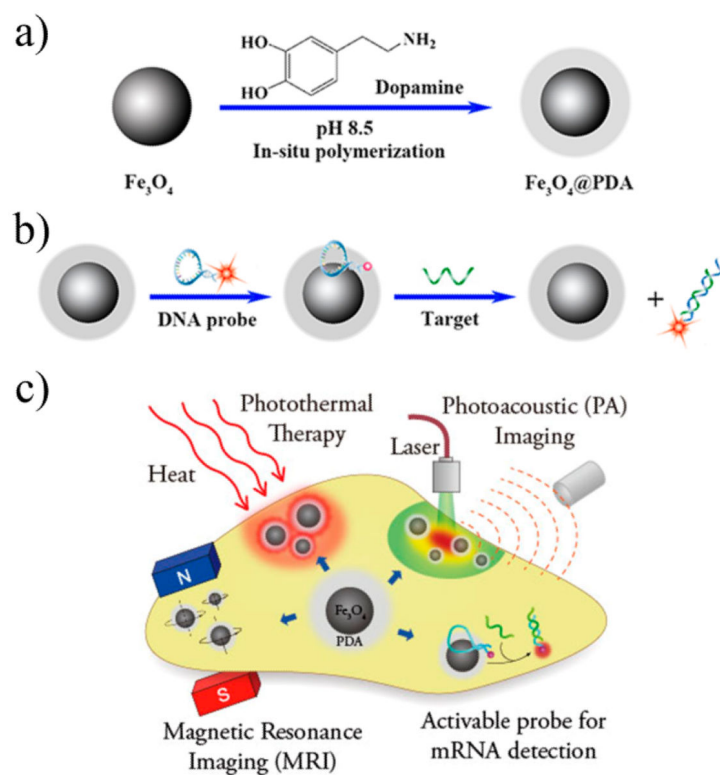 a)
HO
HO
NH₂
Dopamine
pH 8.5
In-situ polymerization
Fe₃O₄
Fe₃O₄@PDA
b)
DNA probe
Target
+
c)
Photothermal
Therapy
Heat
Laser
Photoacoustic (PA)
Imaging
N
Fe₃O₄
PDA
S
Magnetic Resonance
Imaging (MRI)
Activable probe for
mRNA detection